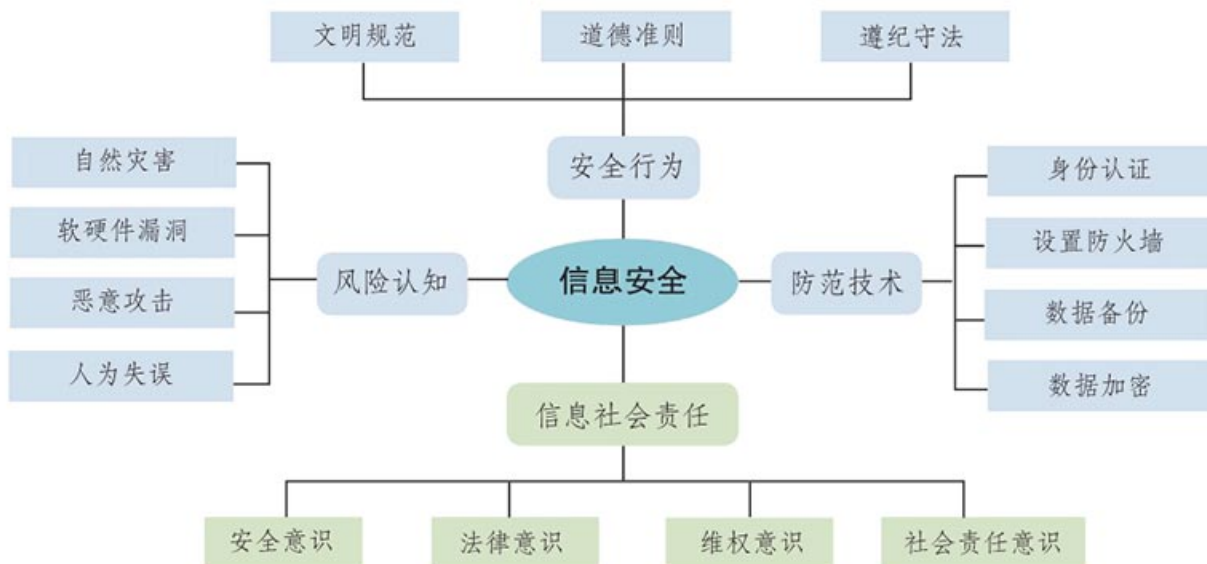 文明规范
道德准则
遵纪守法
安全行为
自然灾害
软硬件漏洞
恶意攻击
人为失误
风险认知
信息安全
防范技术
身份认证
设置防火墙
数据备份
数据加密
信息社会责任
安全意识
法律意识
维权意识
社会责任意识